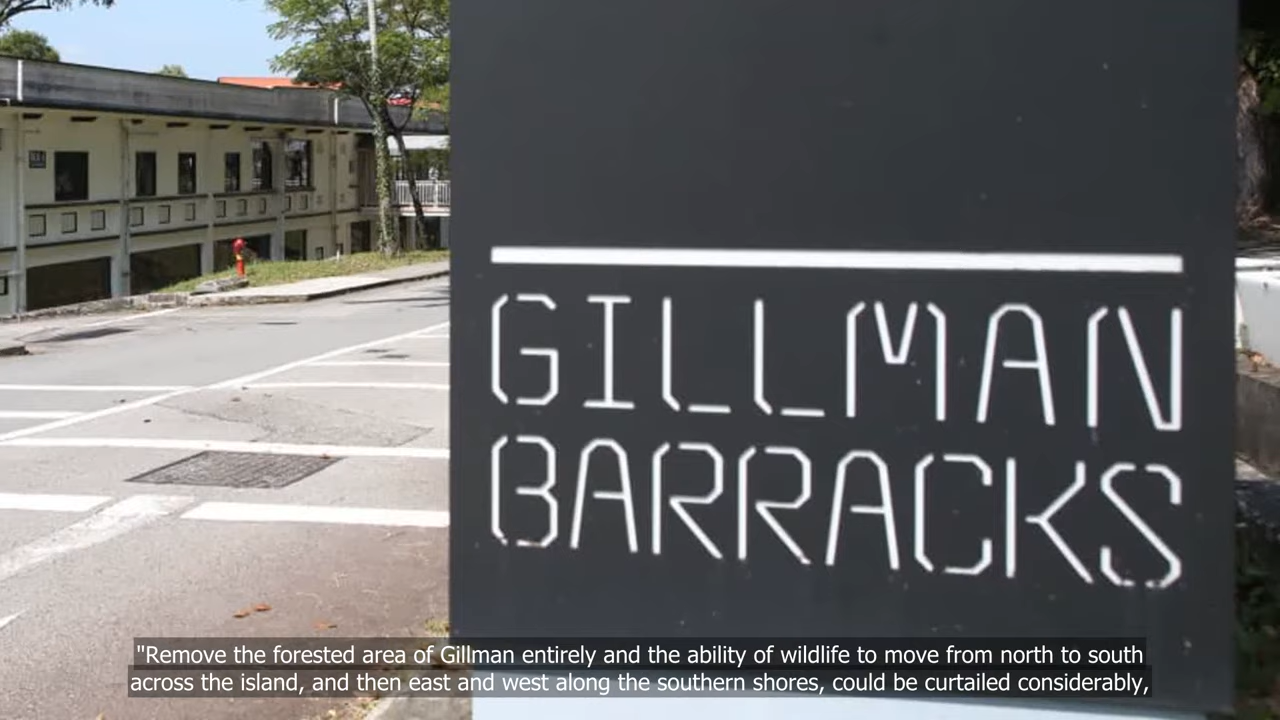 GILLMAN
BARRACKS
"Remove the forested area of Gillman entirely and the ability of wildlife to move from north to south
across the island, and then east and west along the southern shores, could be curtailed considerably,